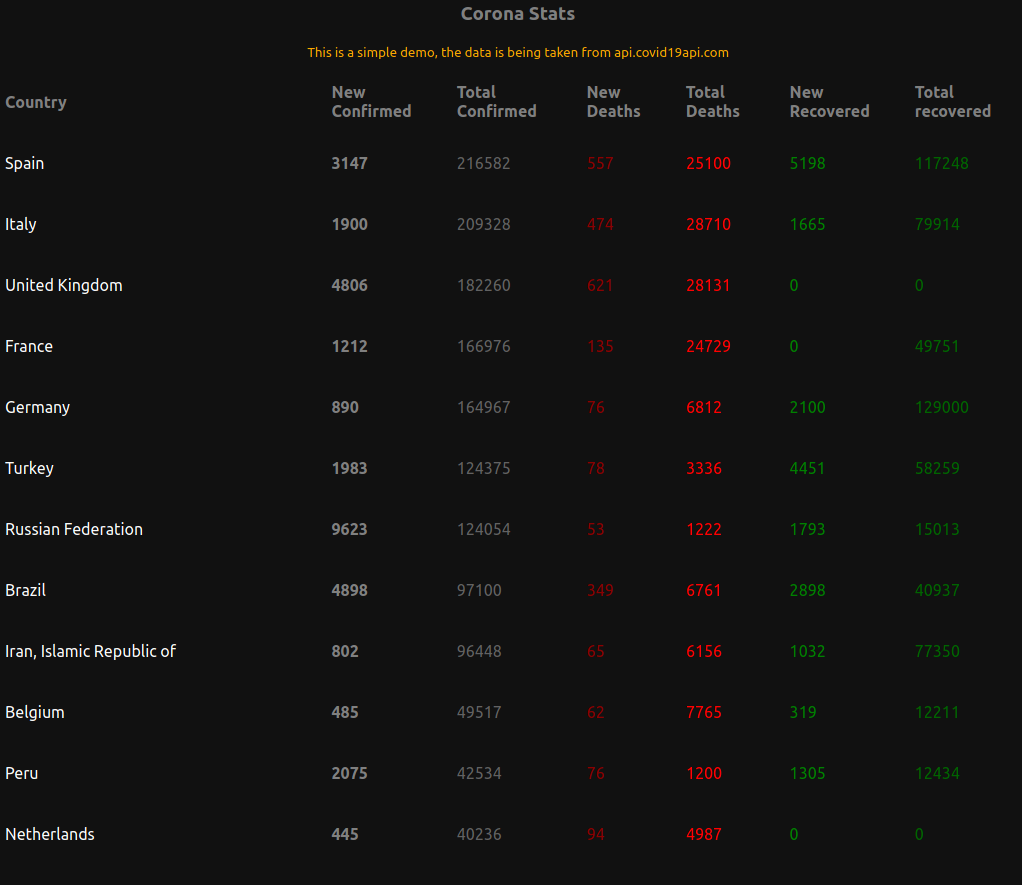 Corona Stats
This is a simple demo, the data is being taken from api.covid19api.com
Country New Confirmed Total Confirmed New Deaths Total Deaths New Recovered Total recovered
Spain 3147 216582 557 25100 5198 117248
Italy 1900 209328 474 28710 1665 79914
United Kingdom 4806 182260 621 28131 0 0
France 1212 166976 135 24729 0 49751
Germany 890 164967 76 6812 2100 129000
Turkey 1983 124375 78 3336 4451 58259
Russian Federation 9623 124054 53 1222 1793 15013
Brazil 4898 97100 349 6761 2898 40937
Iran, Islamic Republic of 802 96448 65 6156 1032 77350
Belgium 485 49517 62 7765 319 12211
Peru 2075 42534 76 1200 1305 12434
Netherlands 445 40236 94 4987 0 0